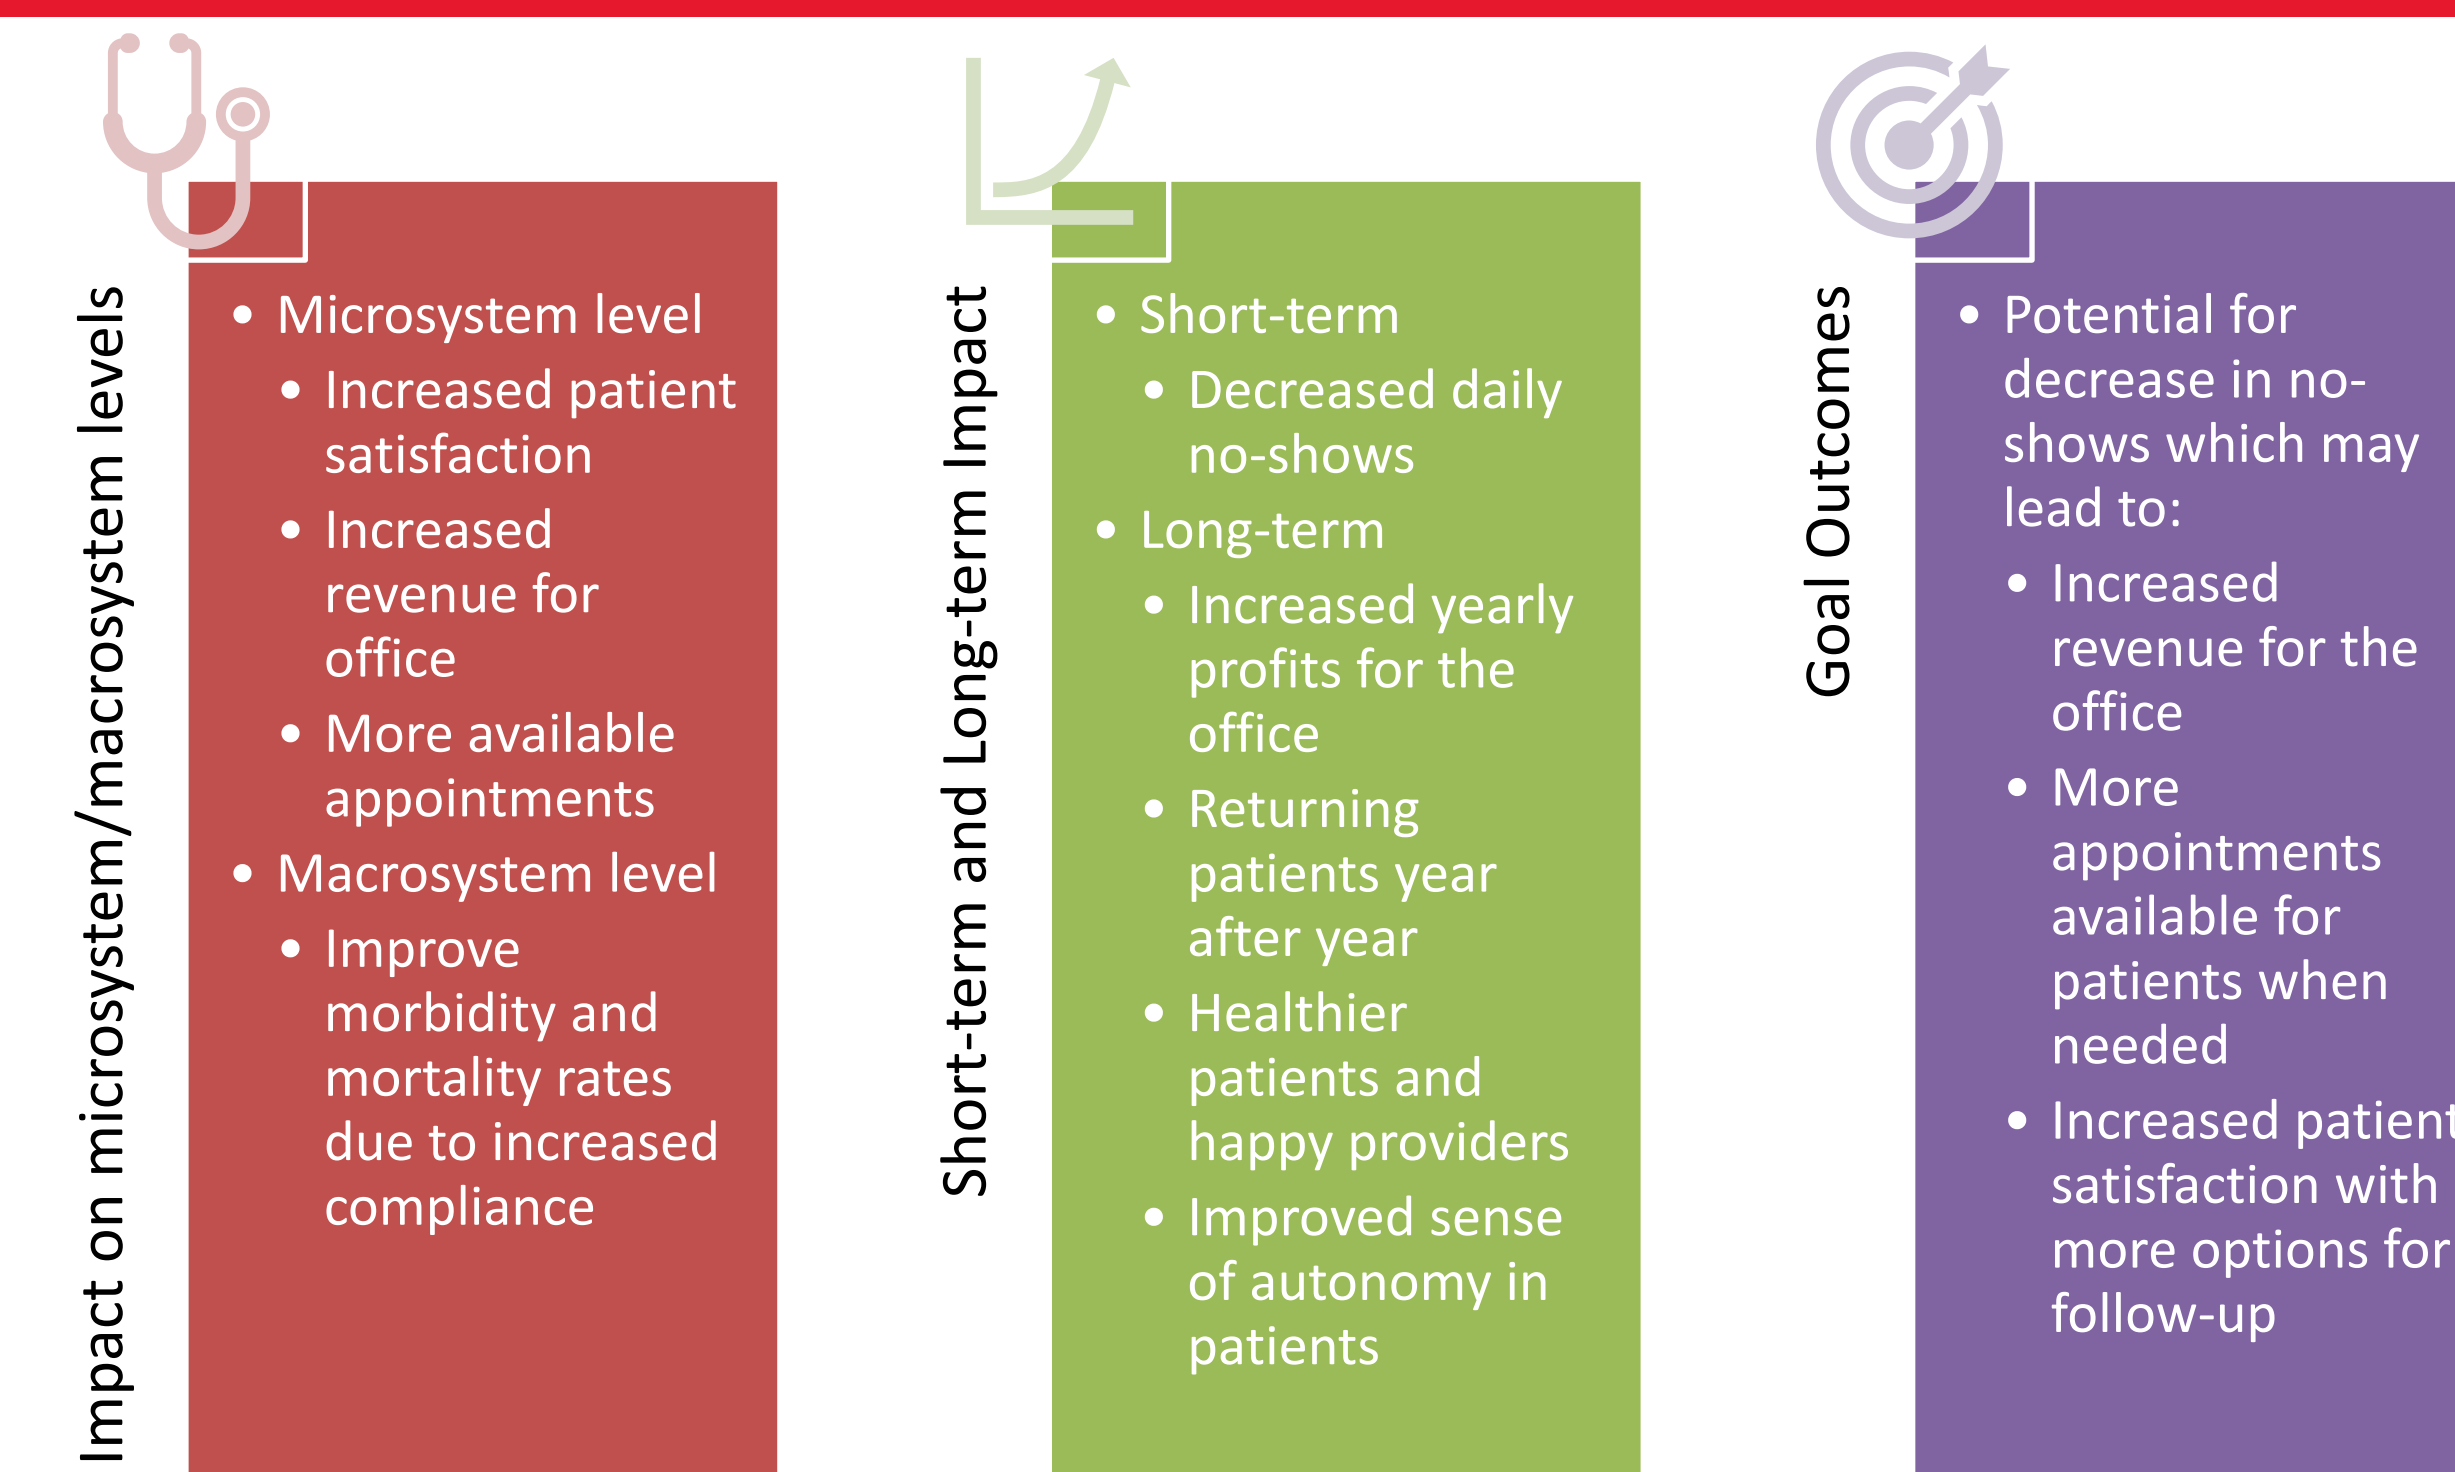 Impact on microsystem/macrosystem levels
• Microsystem level
• Increased patient
satisfaction
• Increased
revenue for
office
• More available
appointments
• Macrosystem level
• Improve
morbidity and
mortality rates
due to increased
compliance
Short-term and Long-term Impact
• Short-term
• Decreased daily
no-shows
• Long-term
• Increased yearly
profits for the
office
• Returning
patients year
after year
• Healthier
patients and
happy providers
• Improved sense
of autonomy in
patients
Goal Outcomes
• Potential for
decrease in no-
shows which may
lead to:
• Increased
revenue for the
office
• More
appointments
available for
patients when
needed
• Increased patient
satisfaction with
more options for
follow-up